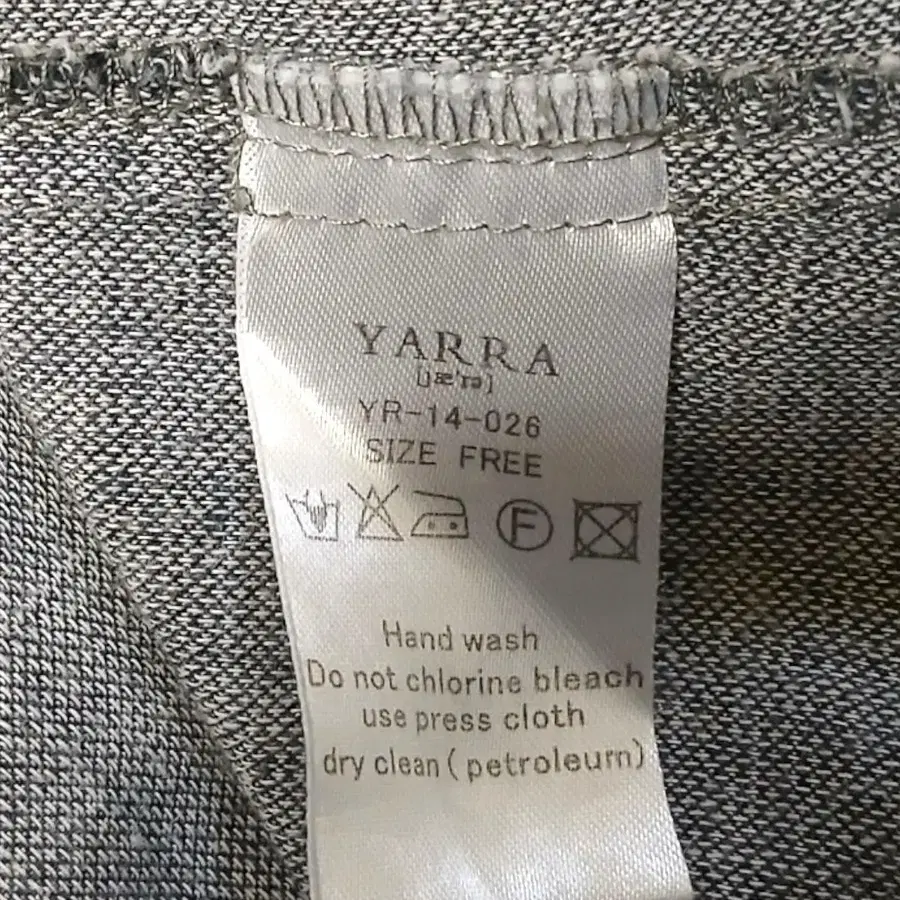 YARRA
[jæ'rə]
YR-14-026
SIZE FREE
F
Hand wash
Do not chlorine bleach
use press cloth
dry clean (petroleum)